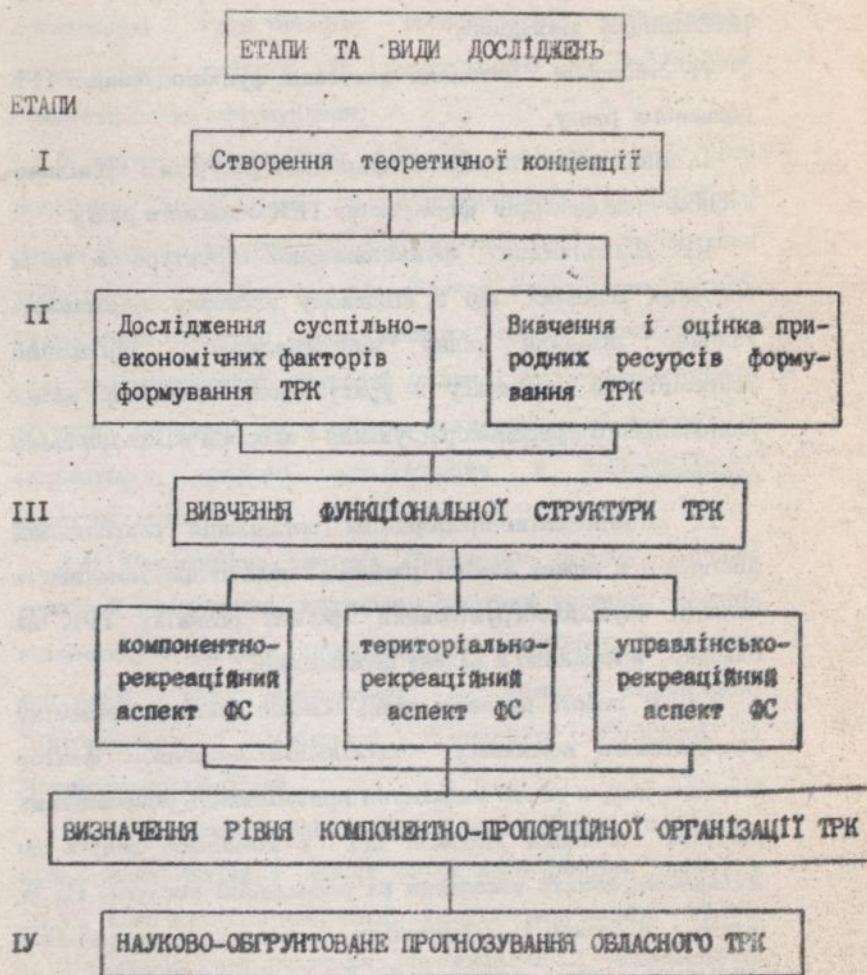 ЕТАПИ ТА ВИДИ ДОСЛІДЖЕНЬ
ЕТАПИ
I
Створення теоретичної концепції
II
Дослідження суспільно-
економічних факторів
формування ТРК
Вивчення і оцінка при-
родних ресурсів форму-
вання ТРК
III
ВИВЧЕННЯ ФУНКЦІОНАЛЬНОЇ СТРУКТУРИ ТРК
компонентно-
рекреаційний
аспект ФС
територіально-
рекреаційний
аспект ФС
управлінсько-
рекреаційний
аспект ФС
ВИЗНАЧЕННЯ РІВНЯ КОМПОНЕНТНО-ПРОПОРЦІЙНОЇ ОРГАНІЗАЦІЇ ТРК
ІУ
НАУКОВО-ОБГРУНТОВАНЕ ПРОГНОЗУВАННЯ ОБЛАСНОГО ТРК